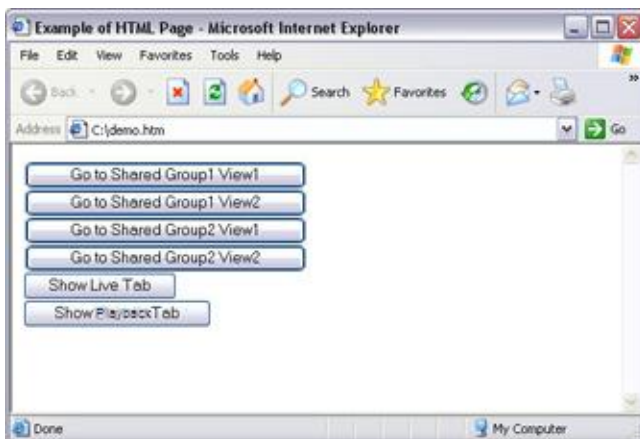 Example of HTML Page - Microsoft Internet Explorer
File Edit View Favorites Tools Help
Back Search Favorites »
Address C:\demo.htm Go
Go to Shared Group1 View1
Go to Shared Group1 View2
Go to Shared Group2 View1
Go to Shared Group2 View2
Show Live Tab
Show Playback Tab
Done My Computer